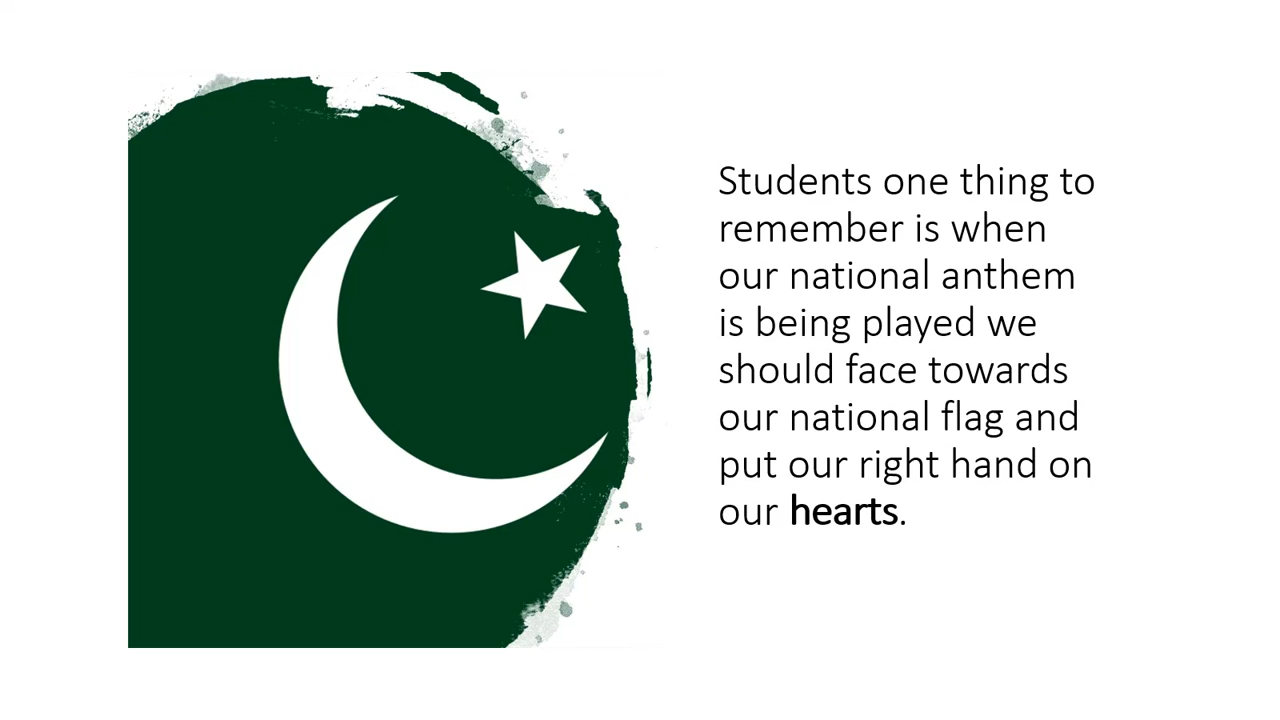 Students one thing to
remember is when
our national anthem
is being played we
should face towards
our national flag and
put our right hand on
our hearts.